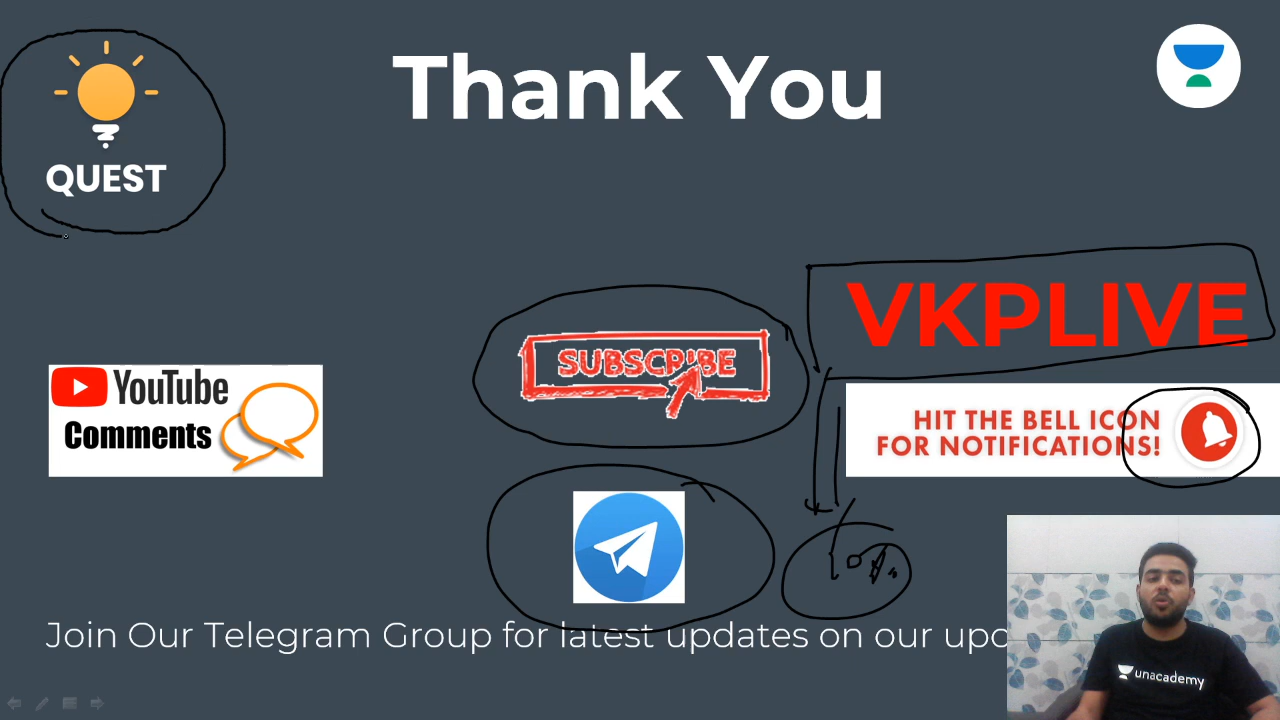 Thank You
QUEST
VKPLIVE
SUBSCRIBE
YouTube
Comments
HIT THE BELL ICON
FOR NOTIFICATIONS!
10%
Join Our Telegram Group for latest updates on our upc
unacademy